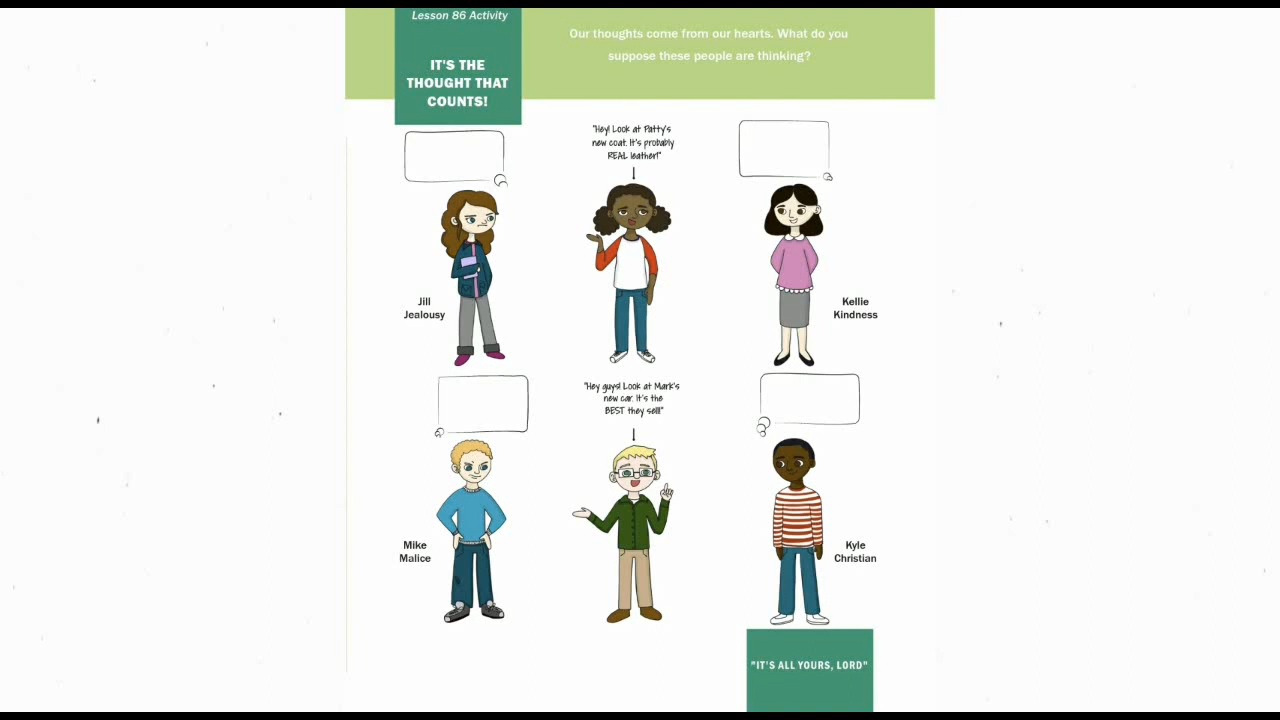 Lesson 86 Activity
IT'S THE
THOUGHT THAT
COUNTS!
Our thoughts come from our hearts. What do you
suppose these people are thinking?
"Hey! Look at Patty's
new coat. It's probably
REAL leather!"
Jill
Jealousy
Kellie
Kindness
"Hey guys! Look at Mark's
new car. It's the
BEST they sell!"
Mike
Malice
Kyle
Christian
"IT'S ALL YOURS, LORD"